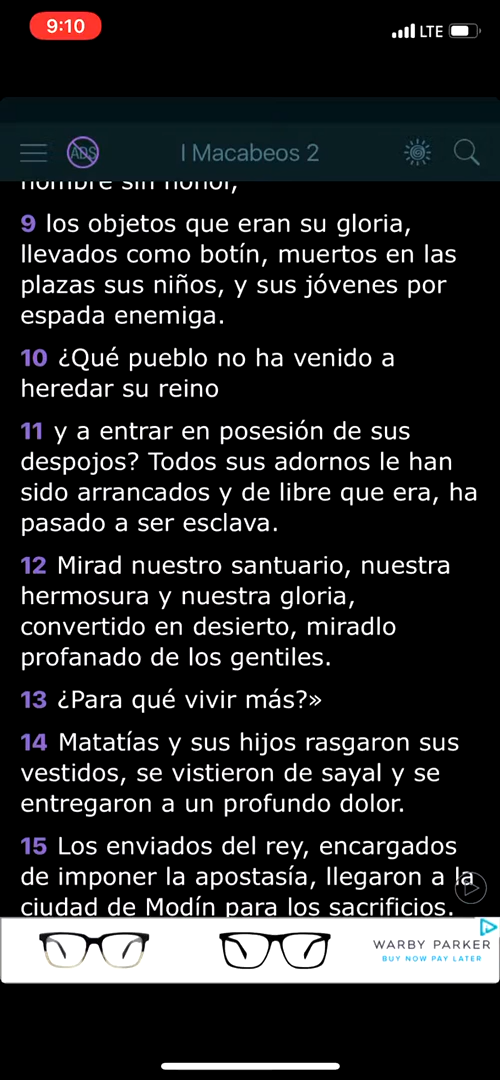 9:10
LTE
ADS
I Macabeos 2
hombre sin honor,
9 los objetos que eran su gloria,
llevados como botín, muertos en las
plazas sus niños, y sus jóvenes por
espada enemiga.
10 ¿Qué pueblo no ha venido a
heredar su reino
11 y a entrar en posesión de sus
despojos? Todos sus adornos le han
sido arrancados y de libre que era, ha
pasado a ser esclava.
12 Mirad nuestro santuario, nuestra
hermosura y nuestra gloria,
convertido en desierto, miradlo
profanado de los gentiles.
13 ¿Para qué vivir más?»
14 Matatías y sus hijos rasgaron sus
vestidos, se vistieron de sayal y se
entregaron a un profundo dolor.
15 Los enviados del rey, encargados
de imponer la apostasía, llegaron a la
ciudad de Modín para los sacrificios.
WARBY PARKER
BUY NOW PAY LATER